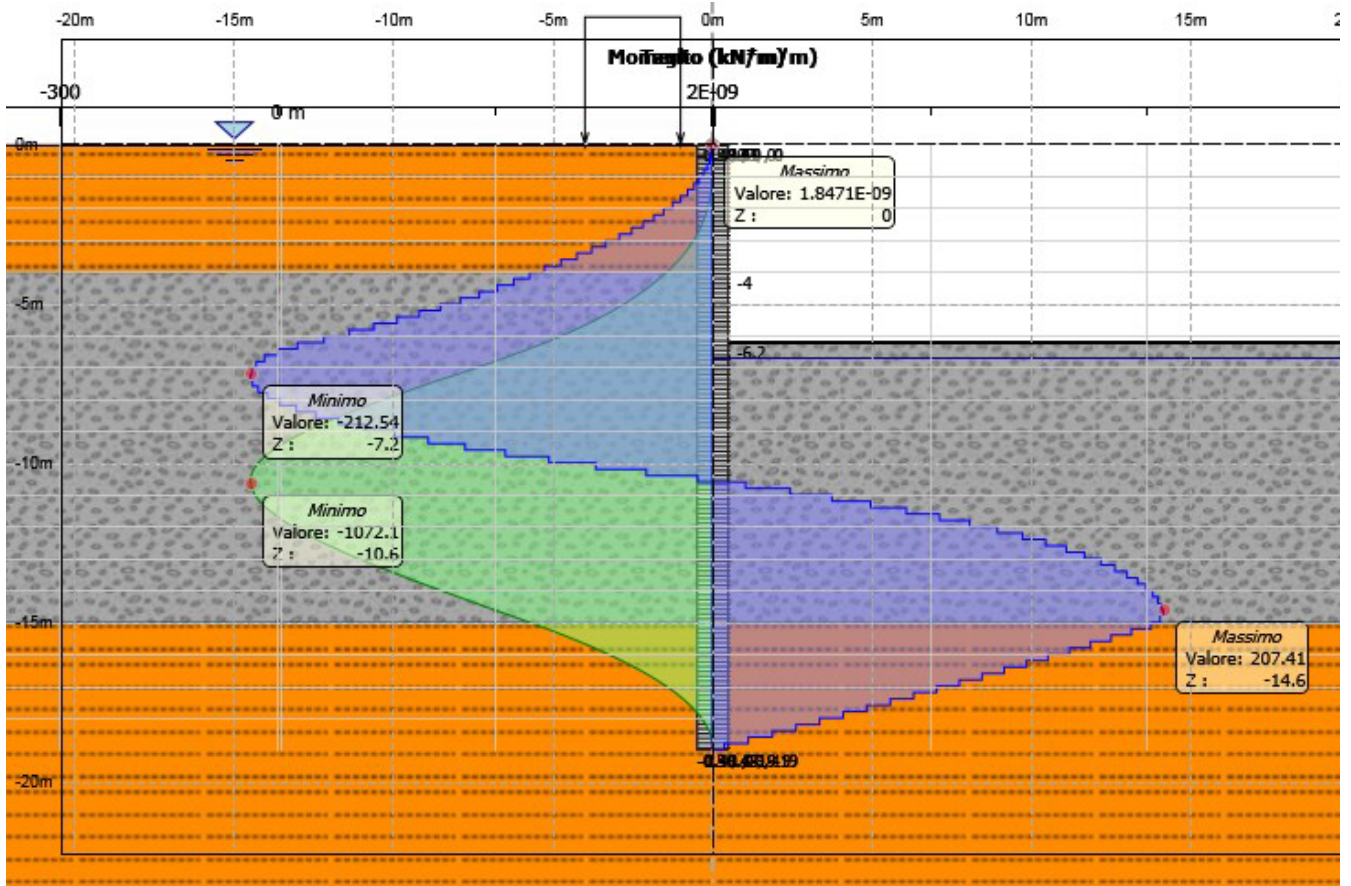 -20m -15m -10m -5m 0m 5m 10m 15m
(kN/m)
-300 2E-09
0 m
0m
Massimo
Valore: 1.8471E-09
Z : 0
-4
-5m
-6.2
Minimo
Valore: -212.54
Z : -7.2
-10m
Minimo
Valore: -1072.1
Z : -10.6
-15m
Massimo
Valore: 207.41
Z : -14.6
-20m